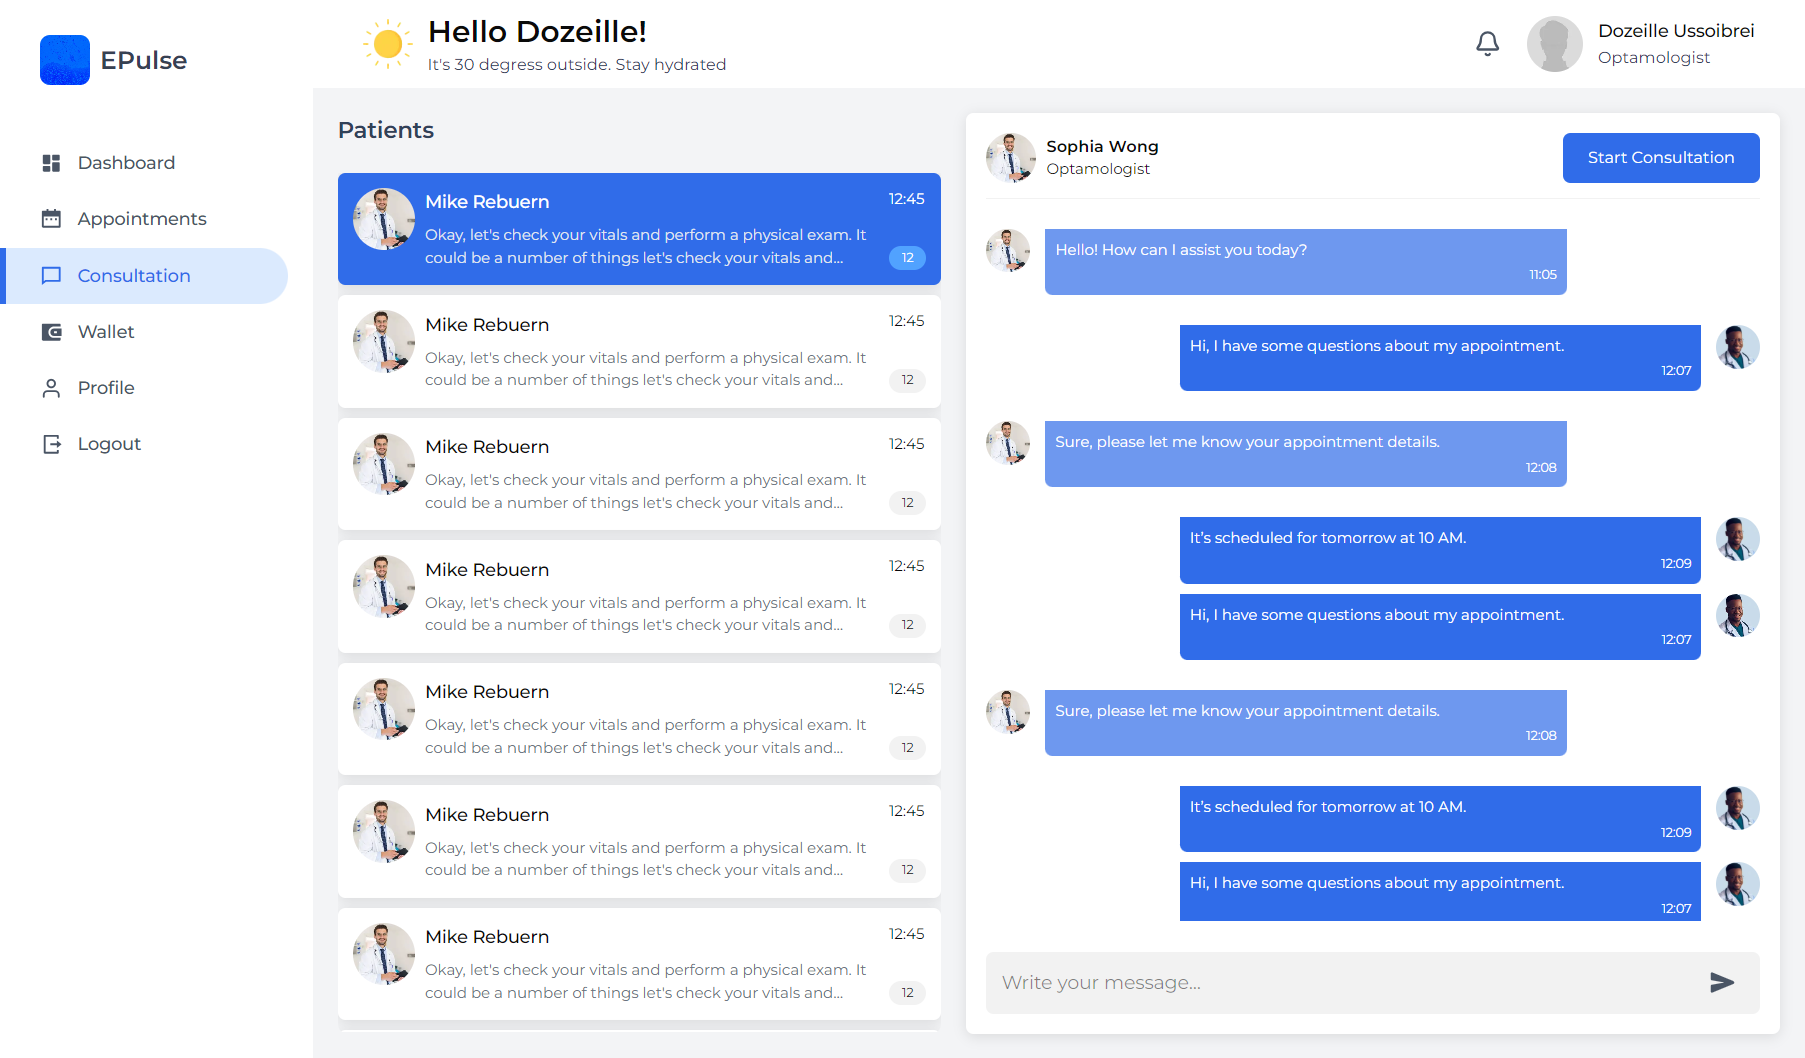 EPulse
Dashboard
Appointments
Consultation
Wallet
Profile
Logout
Hello Dozeille!
It's 30 degress outside. Stay hydrated
Dozeille Ussoibrei
Optamologist
Patients
Mike Rebuern
12:45
Okay, let's check your vitals and perform a physical exam. It
could be a number of things let's check your vitals and...
12
Mike Rebuern
12:45
Okay, let's check your vitals and perform a physical exam. It
could be a number of things let's check your vitals and...
12
Mike Rebuern
12:45
Okay, let's check your vitals and perform a physical exam. It
could be a number of things let's check your vitals and...
12
Mike Rebuern
12:45
Okay, let's check your vitals and perform a physical exam. It
could be a number of things let's check your vitals and...
12
Mike Rebuern
12:45
Okay, let's check your vitals and perform a physical exam. It
could be a number of things let's check your vitals and...
12
Mike Rebuern
12:45
Okay, let's check your vitals and perform a physical exam. It
could be a number of things let's check your vitals and...
12
Mike Rebuern
12:45
Okay, let's check your vitals and perform a physical exam. It
could be a number of things let's check your vitals and...
12
Sophia Wong
Optamologist
Start Consultation
Hello! How can I assist you today?
11:05
Hi, I have some questions about my appointment.
12:07
Sure, please let me know your appointment details.
12:08
It's scheduled for tomorrow at 10 AM.
12:09
Hi, I have some questions about my appointment.
12:07
Sure, please let me know your appointment details.
12:08
It's scheduled for tomorrow at 10 AM.
12:09
Hi, I have some questions about my appointment.
12:07
Write your message...